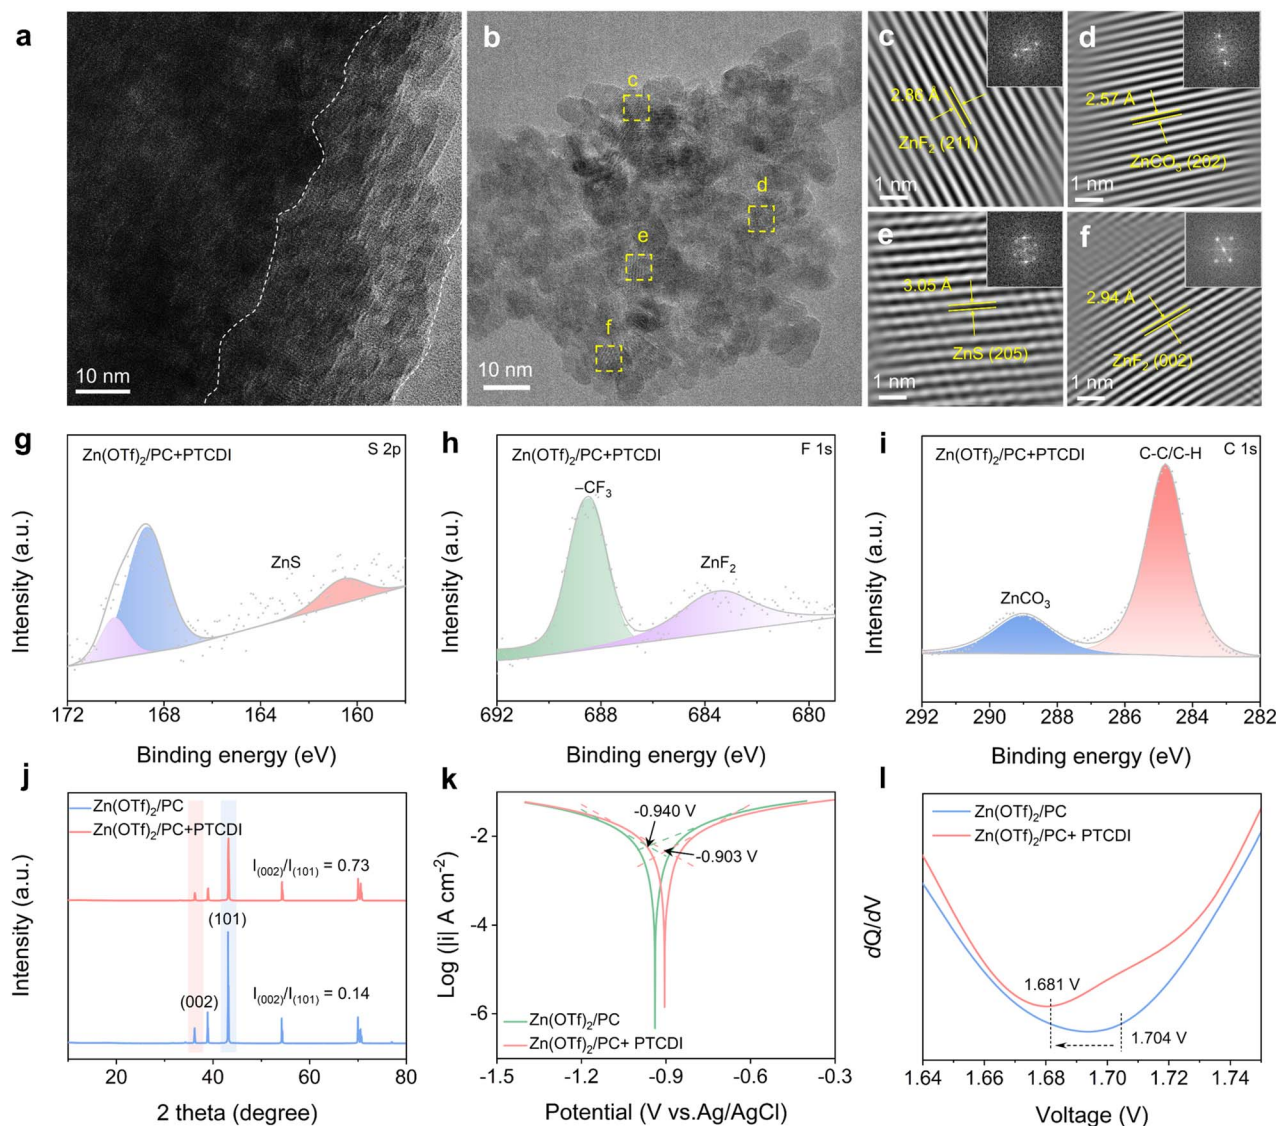 a
10 nm
b
c
d
e
f
10 nm
c
2.86 Å
ZnF₂ (211)
1 nm
d
2.57 Å
ZnCO₃ (202)
1 nm
e
3.05 Å
ZnS (205)
1 nm
f
2.94 Å
ZnF₂ (002)
1 nm
g
Zn(OTf)₂/PC+PTCDI
S 2p
ZnS
Intensity (a.u.)
172 168 164 160
Binding energy (eV)
h
Zn(OTf)₂/PC+PTCDI
F 1s
–CF₃
ZnF₂
Intensity (a.u.)
692 688 684 680
Binding energy (eV)
i
Zn(OTf)₂/PC+PTCDI
C-C/C-H
C 1s
ZnCO₃
Intensity (a.u.)
292 290 288 286 284 282
Binding energy (eV)
j
Zn(OTf)₂/PC
Zn(OTf)₂/PC+PTCDI
I₍₀₀₂₎/I₍₁₀₁₎ = 0.73
(101)
(002)
I₍₀₀₂₎/I₍₁₀₁₎ = 0.14
Intensity (a.u.)
20 40 60 80
2 theta (degree)
k
-0.940 V
-0.903 V
Zn(OTf)₂/PC
Zn(OTf)₂/PC+ PTCDI
Log (|i| A cm⁻²)
-2
-4
-6
-1.5 -1.2 -0.9 -0.6 -0.3
Potential (V vs.Ag/AgCl)
l
Zn(OTf)₂/PC
Zn(OTf)₂/PC+ PTCDI
1.681 V
1.704 V
dQ/dV
1.64 1.66 1.68 1.70 1.72 1.74
Voltage (V)